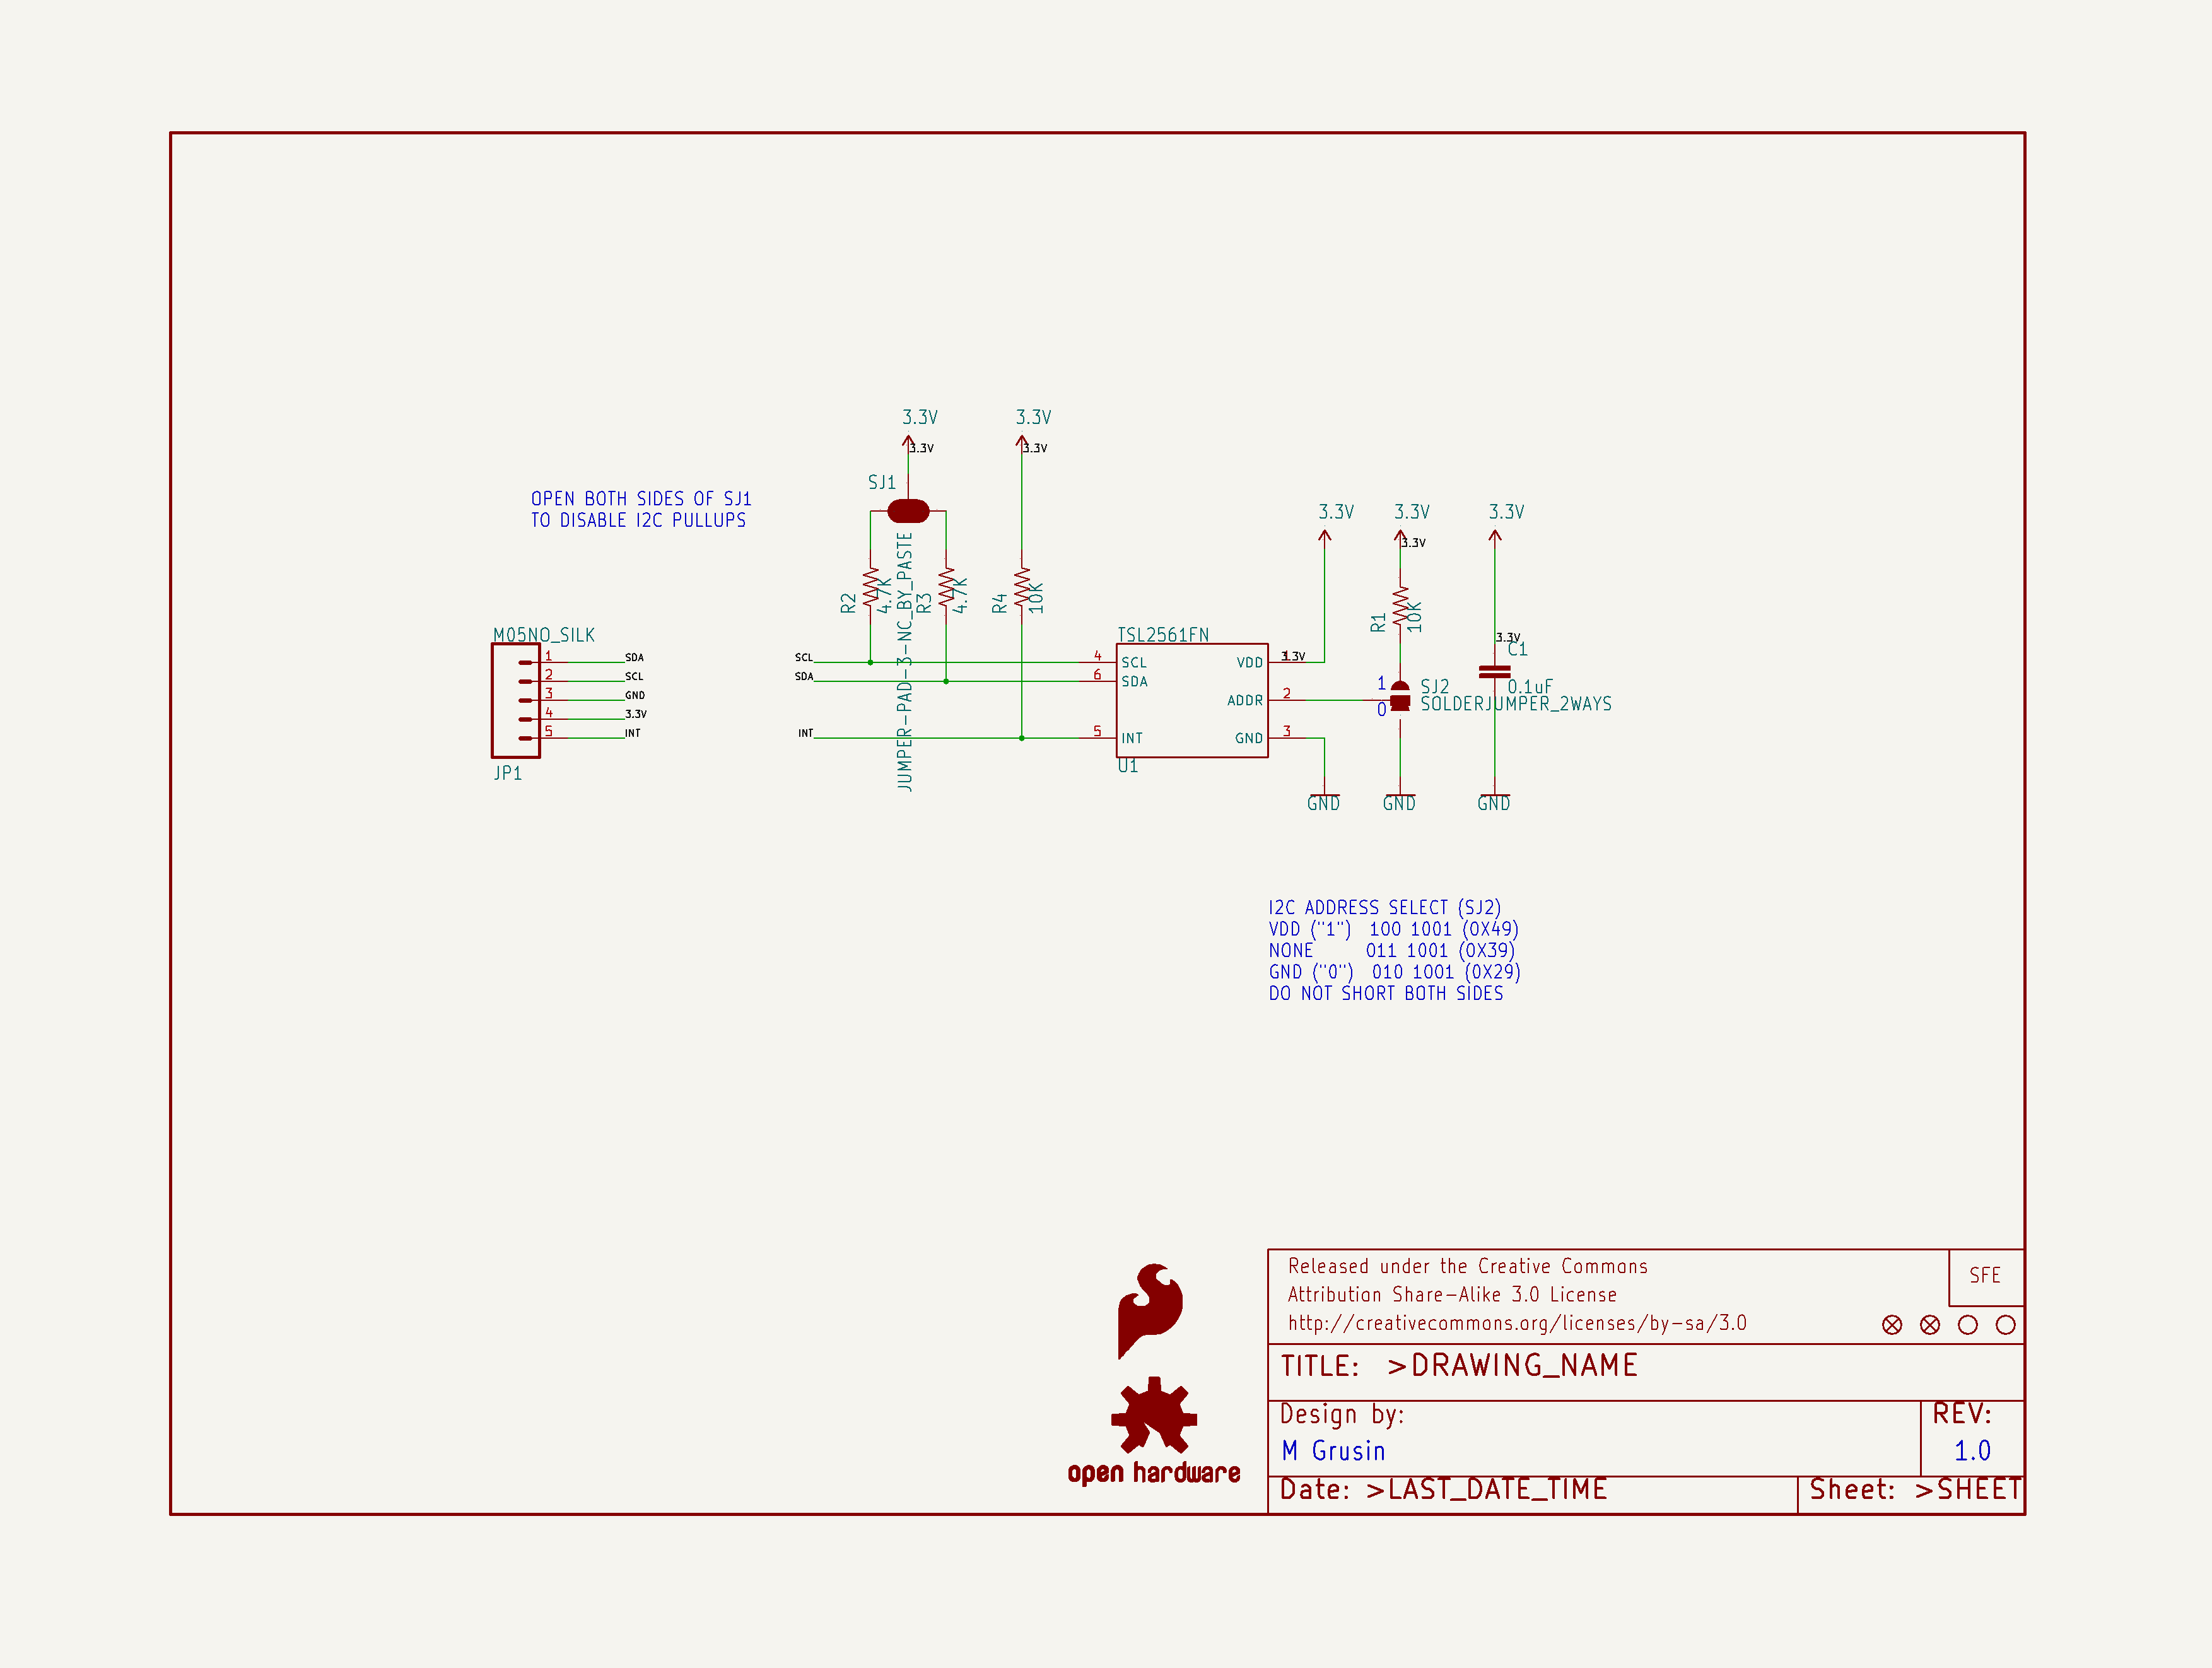 3.3V
3.3V
3.3V
3.3V
SJ1
OPEN BOTH SIDES OF SJ1
TO DISABLE I2C PULLUPS
JUMPER-PAD-3-NC_BY_PASTE
R2
4.7K
R3
4.7K
R4
10K
3.3V
3.3V
3.3V
3.3V
R1
10K
3.3V
C1
0.1uF
M05NO_SILK
1 SDA
2 SCL
3 GND
4 3.3V
5 INT
JP1
SCL
SDA
INT
TSL2561FN
4 SCL
6 SDA
5 INT
VDD 1 3.3V
ADDR 2
GND 3
U1
1
0
SJ2
SOLDERJUMPER_2WAYS
GND
GND
GND
I2C ADDRESS SELECT (SJ2)
VDD ("1") 100 1001 (0X49)
NONE 011 1001 (0X39)
GND ("0") 010 1001 (0X29)
DO NOT SHORT BOTH SIDES
open hardware
Released under the Creative Commons
Attribution Share-Alike 3.0 License
http://creativecommons.org/licenses/by-sa/3.0
SFE
TITLE: >DRAWING_NAME
Design by:
M Grusin
REV:
1.0
Date: >LAST_DATE_TIME
Sheet: >SHEET